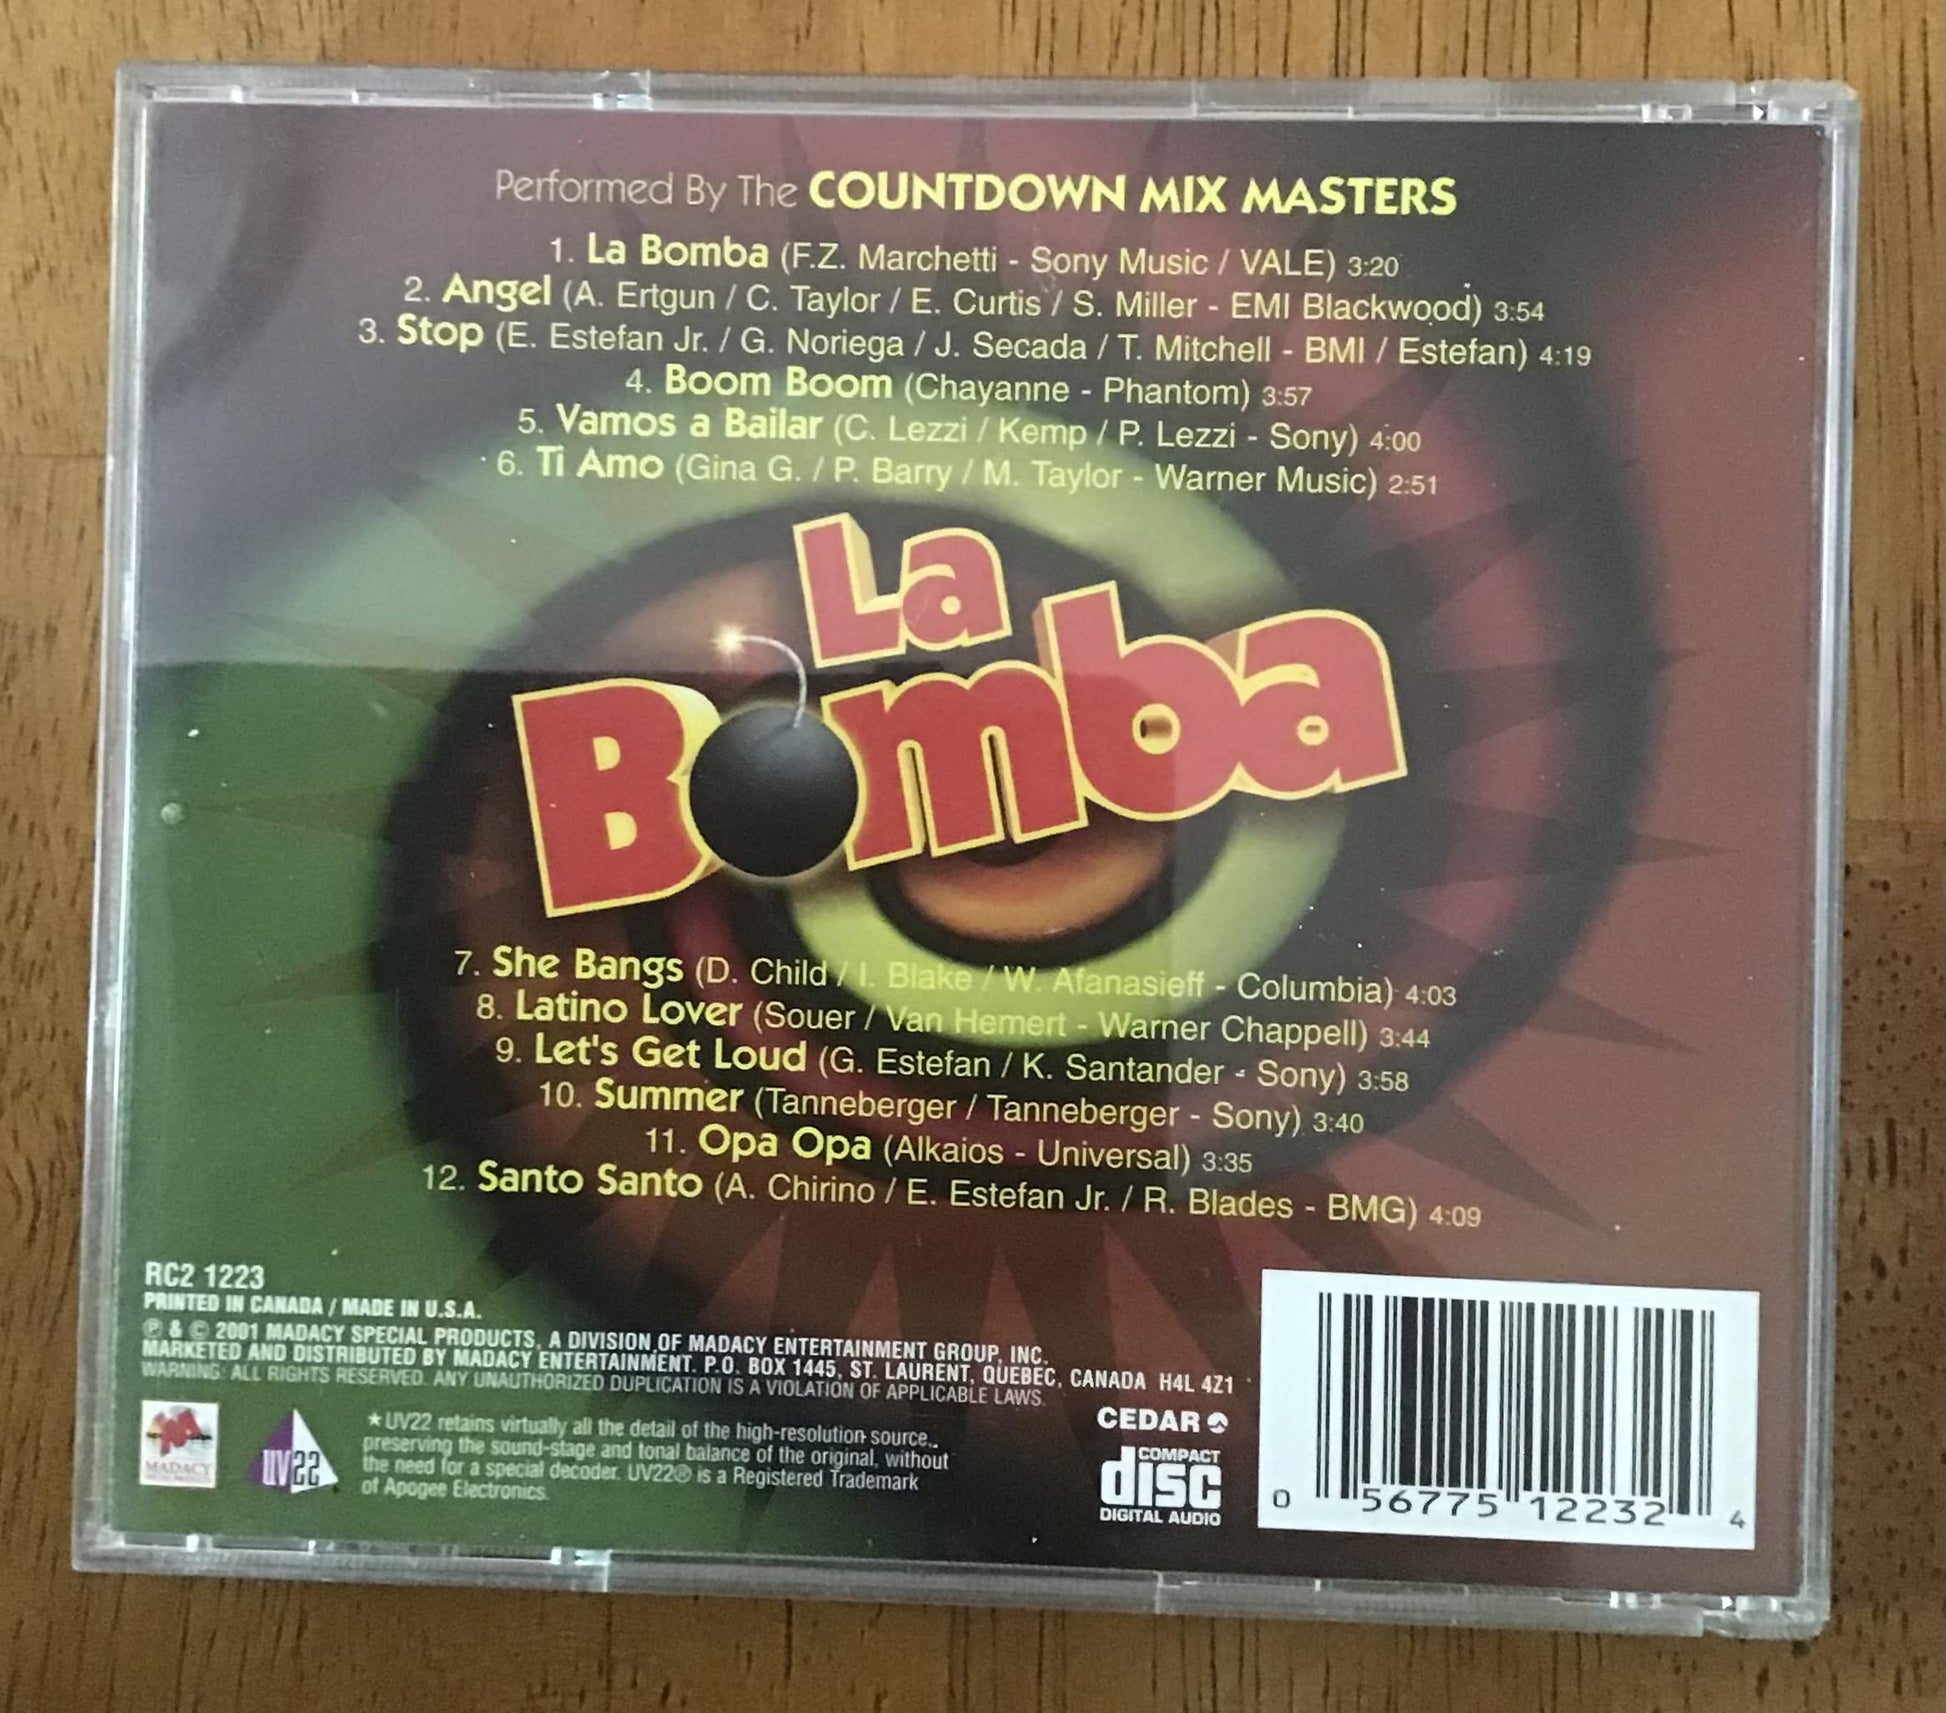 Performed By The COUNTDOWN MIX MASTERS
1. La Bomba (F.Z. Marchetti - Sony Music / VALE) 3:20
2. Angel (A. Ertgun / C. Taylor / E. Curtis / S. Miller - EMI Blackwood) 3:54
3. Stop (E. Estefan Jr. / G. Noriega / J. Secada / T. Mitchell - BMI / Estefan) 4:19
4. Boom Boom (Chayanne - Phantom) 3:57
5. Vamos a Bailar (C. Lezzi / Kemp / P. Lezzi - Sony) 4:00
6. Ti Amo (Gina G. / P. Barry / M. Taylor - Warner Music) 2:51
La
Bomba
7. She Bangs (D. Child / I. Blake / W. Afanasieff - Columbia) 4:03
8. Latino Lover (Souer / Van Hemert - Warner Chappell) 3:44
9. Let's Get Loud (G. Estefan / K. Santander - Sony) 3:58
10. Summer (Tanneberger / Tanneberger - Sony) 3:40
11. Opa Opa (Alkaios - Universal) 3:35
12. Santo Santo (A. Chirino / E. Estefan Jr. / R. Blades - BMG) 4:09
RC2 1223
PRINTED IN CANADA / MADE IN U.S.A.
℗ & © 2001 MADACY SPECIAL PRODUCTS, A DIVISION OF MADACY ENTERTAINMENT GROUP, INC.
MARKETED AND DISTRIBUTED BY MADACY ENTERTAINMENT. P.O. BOX 1445, ST. LAURENT, QUEBEC, CANADA H4L 4Z1
WARNING: ALL RIGHTS RESERVED. ANY UNAUTHORIZED DUPLICATION IS A VIOLATION OF APPLICABLE LAWS.
MADACY
UV22
★UV22 retains virtually all the detail of the high-resolution source,
preserving the sound-stage and tonal balance of the original, without
the need for a special decoder. UV22® is a Registered Trademark
of Apogee Electronics.
CEDAR
COMPACT
disc
DIGITAL AUDIO
0 56775 12232 4